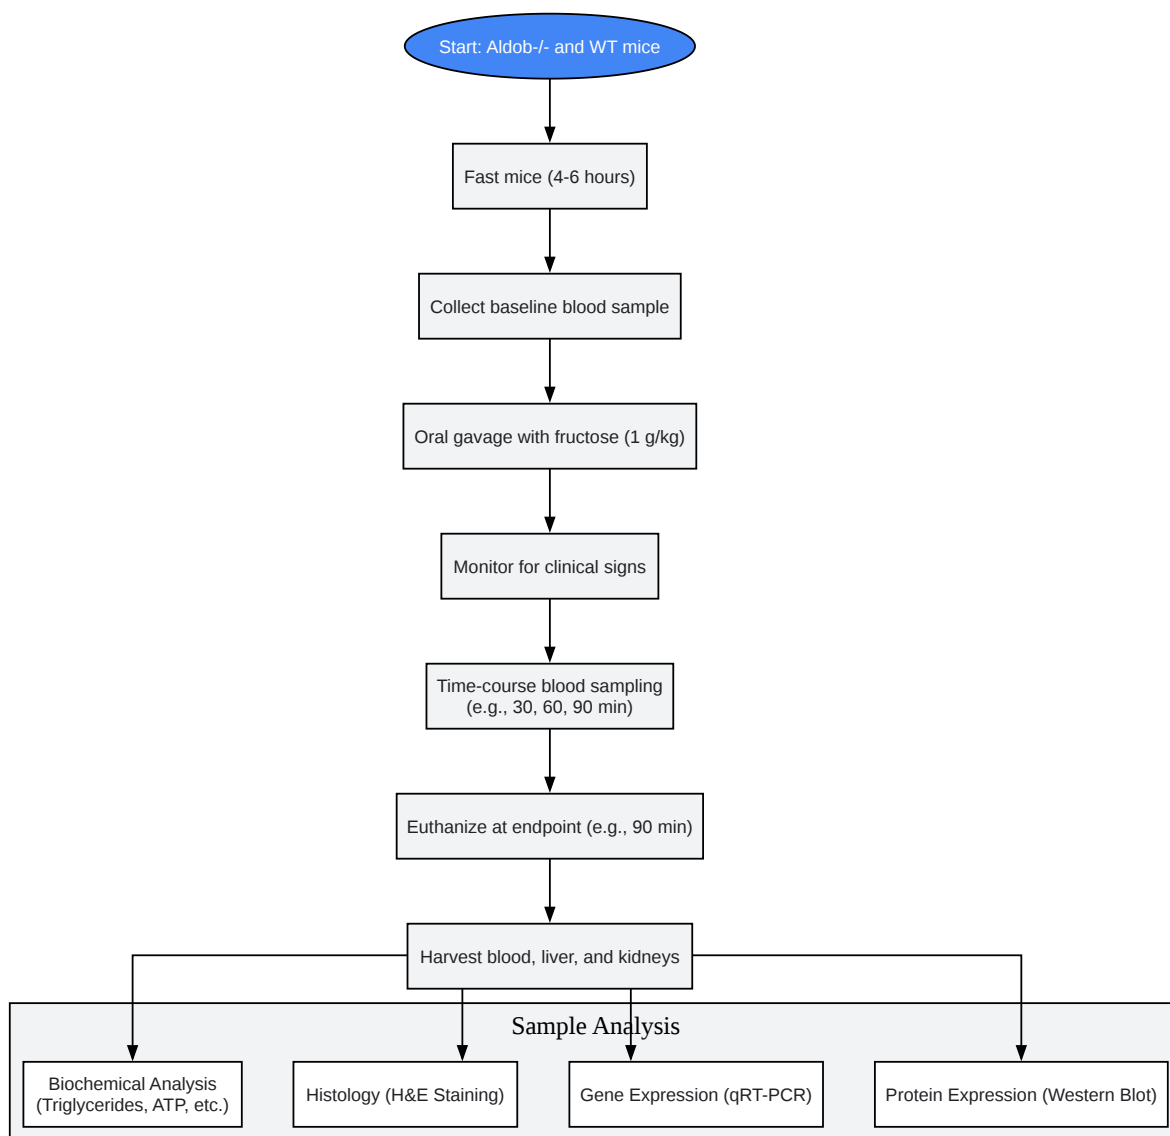 Start: Aldob-/- and WT mice
Fast mice (4-6 hours)
Collect baseline blood sample
Oral gavage with fructose (1 g/kg)
Monitor for clinical signs
Time-course blood sampling
(e.g., 30, 60, 90 min)
Euthanize at endpoint (e.g., 90 min)
Harvest blood, liver, and kidneys
Sample Analysis
Biochemical Analysis
(Triglycerides, ATP, etc.)
Histology (H&E Staining)
Gene Expression (qRT-PCR)
Protein Expression (Western Blot)